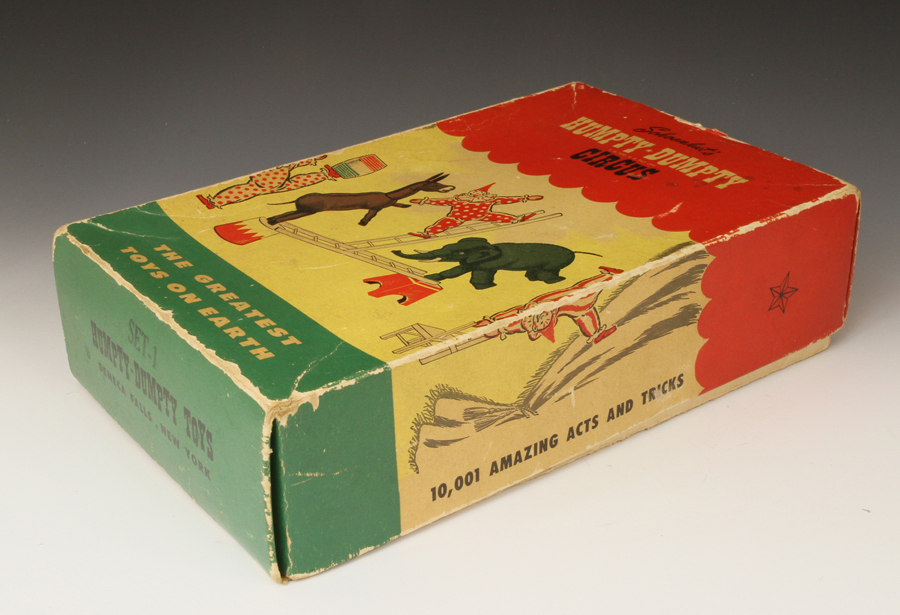 Schoenhut's
HUMPTY-DUMPTY
CIRCUS
THE GREATEST
TOYS ON EARTH
SET-1
HUMPTY-DUMPTY TOYS
SENECA FALLS · NEW YORK
10,001 AMAZING ACTS AND TRICKS